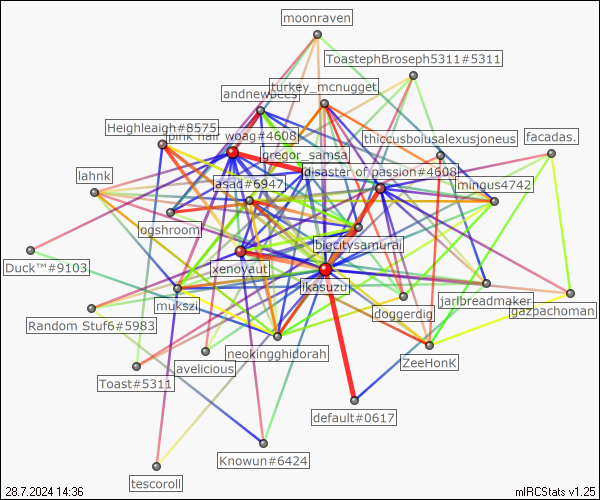 moonraven
ToastephBroseph5311#5311
turkey_mcnugget
andnewbees
Heighleaigh#8575
pink hair woag#4608
thiccusboiusalexusjoneus
facadas.
gregor_samsa
disaster of passion#4608
lahnk
asad#6947
mingus4742
ogshroom
bigcitysamurai
Duck™#9103
xenoyaut
ikasuzu
mukszi
jarlbreadmaker
gazpachoman
doggerdig
Random Stuf6#5983
neokingghidorah
ZeeHonK
avelicious
Toast#5311
default#0617
Knowun#6424
tescoroll
28.7.2024 14:36
mIRCStats v1.25